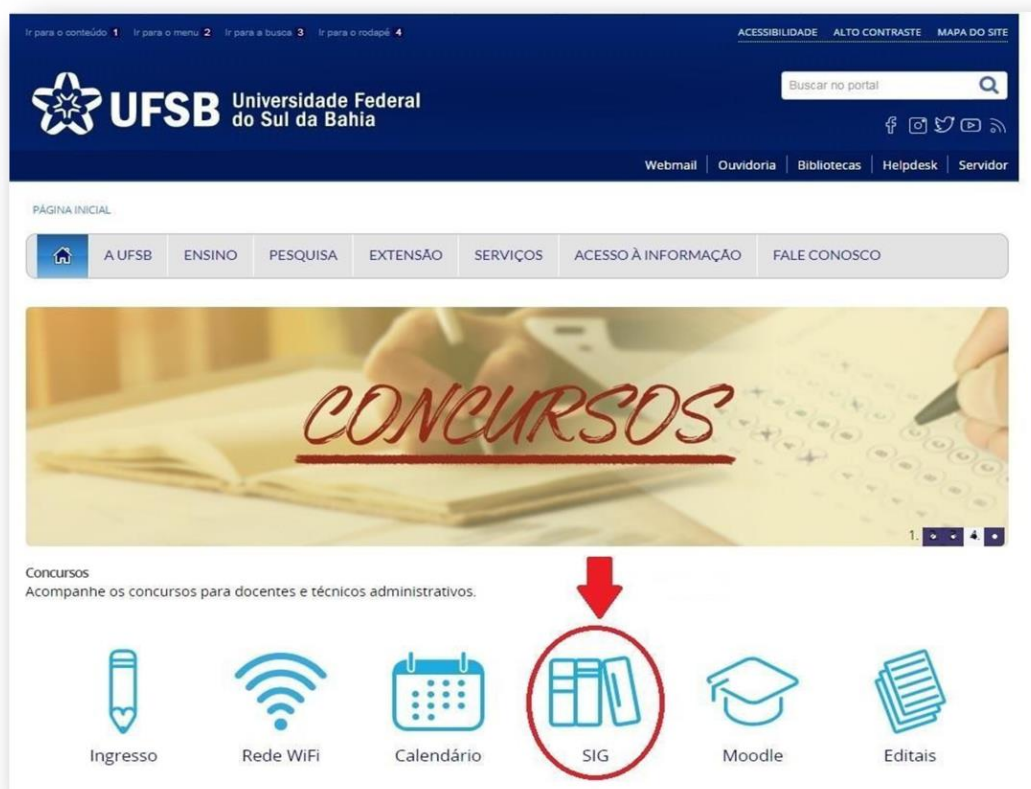 Ir para o conteúdo 1 Ir para o menu 2 Ir para a busca 3 Ir para o rodapé 4
ACESSIBILIDADE ALTO CONTRASTE MAPA DO SITE
UFSB Universidade Federal
do Sul da Bahia
Buscar no portal
Webmail Ouvidoria Bibliotecas Helpdesk Servidor
PÁGINA INICIAL
A UFSB ENSINO PESQUISA EXTENSÃO SERVIÇOS ACESSO À INFORMAÇÃO FALE CONOSCO
CONCURSOS
1. 4.
Concursos
Acompanhe os concursos para docentes e técnicos administrativos.
Ingresso Rede WiFi Calendário SIG Moodle Editais